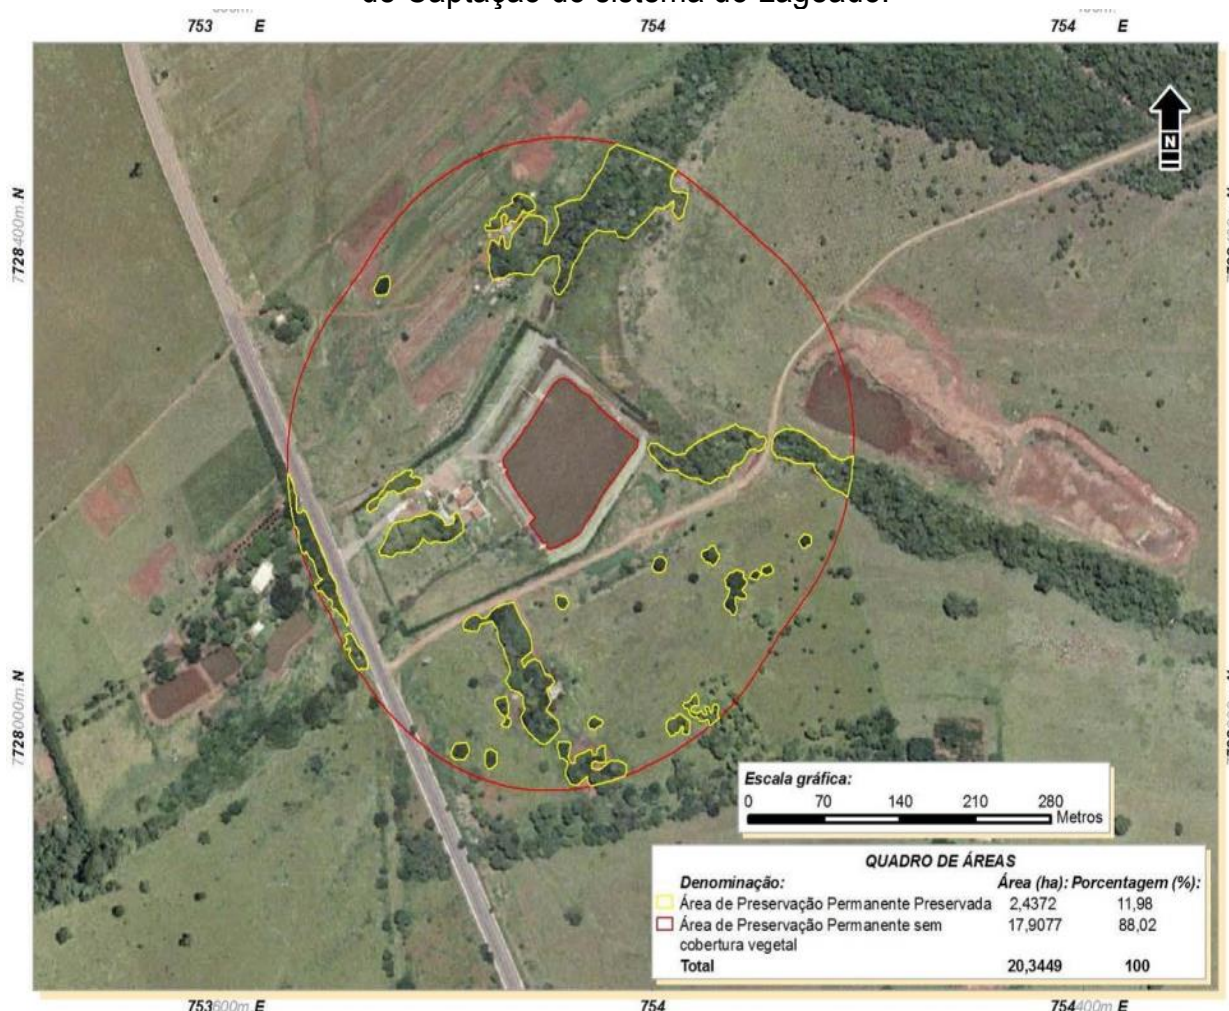 de Captação do sistema do Lageado.
753 E 754 754 E
7728400m. N
7728000m. N
N
Escala gráfica:
0 70 140 210 280
Metros
QUADRO DE ÁREAS
Denominação: Área (ha): Porcentagem (%):
Área de Preservação Permanente Preservada 2,4372 11,98
Área de Preservação Permanente sem 17,9077 88,02
cobertura vegetal
Total 20,3449 100
753600m. E 754 754400m. E